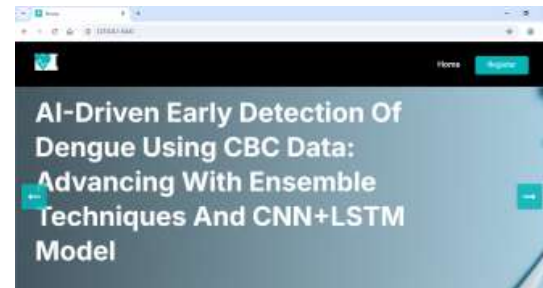 Home Register
AI-Driven Early Detection Of
Dengue Using CBC Data:
Advancing With Ensemble
Techniques And CNN+LSTM
Model